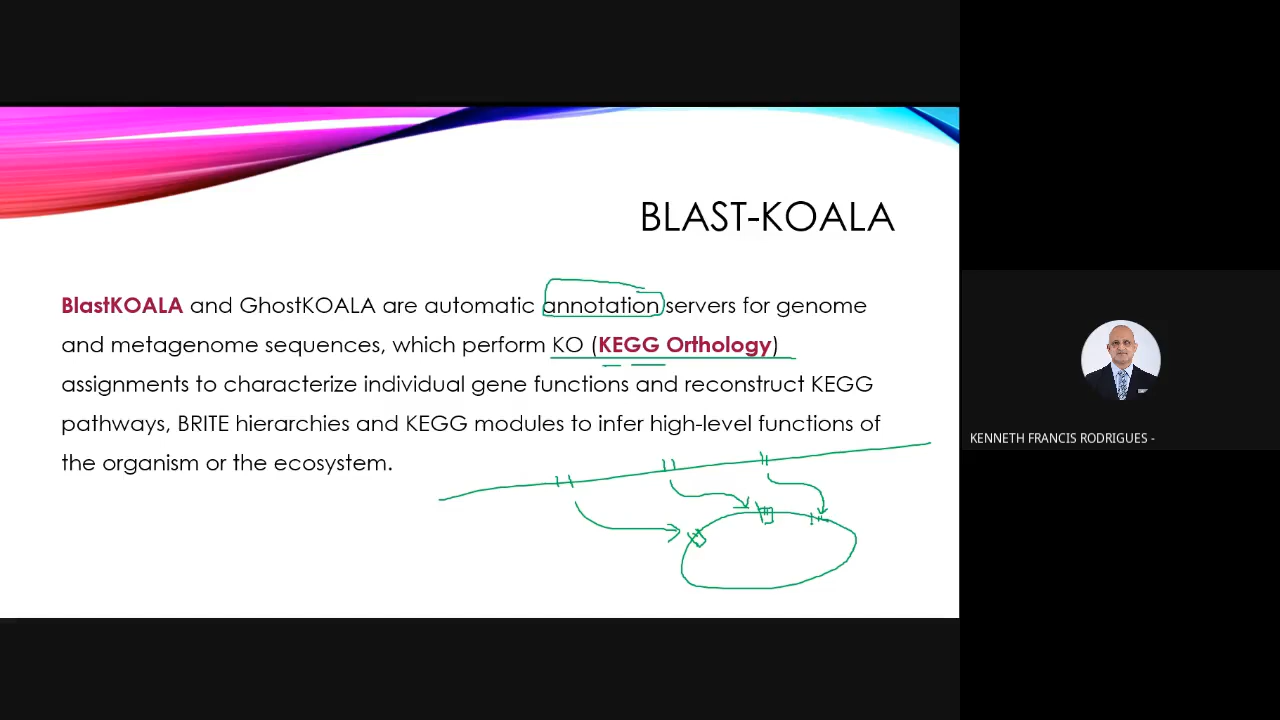 BLAST-KOALA
BlastKOALA and GhostKOALA are automatic annotation servers for genome
and metagenome sequences, which perform KO (KEGG Orthology)
assignments to characterize individual gene functions and reconstruct KEGG
pathways, BRITE hierarchies and KEGG modules to infer high-level functions of
the organism or the ecosystem.
KENNETH FRANCIS RODRIGUES -